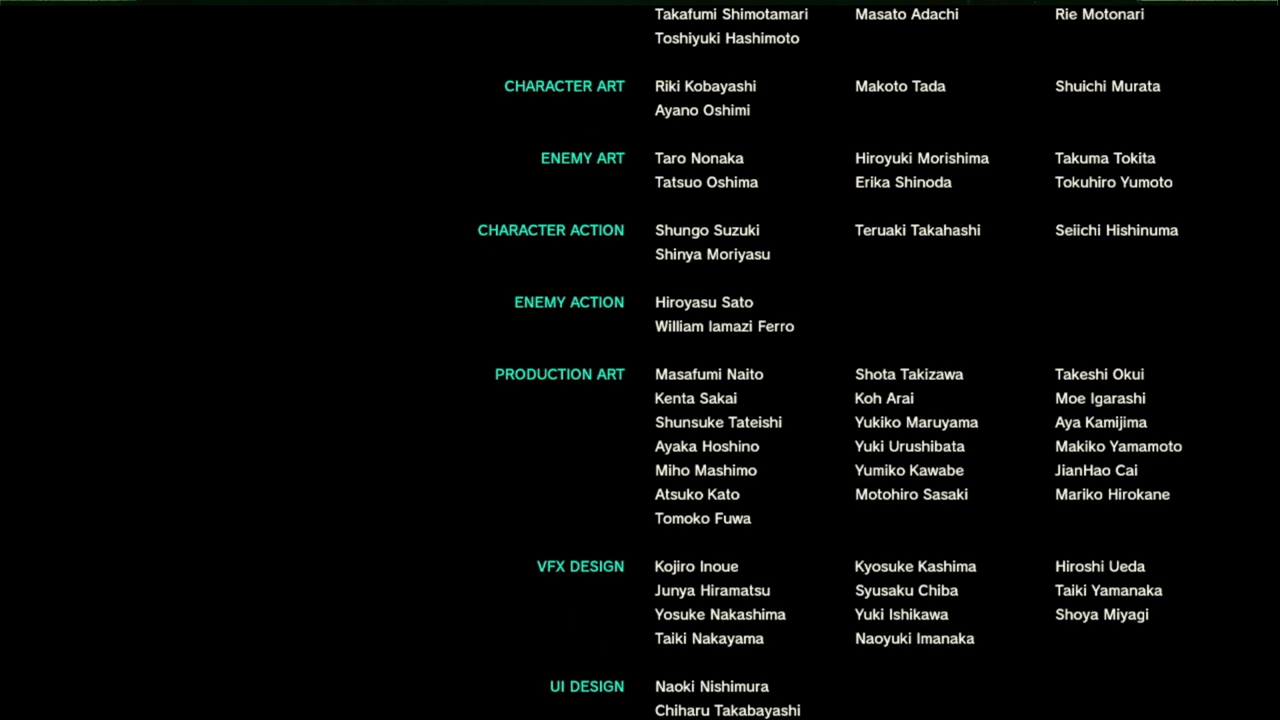 Takafumi Shimotamari Masato Adachi Rie Motonari
Toshiyuki Hashimoto
CHARACTER ART Riki Kobayashi Makoto Tada Shuichi Murata
Ayano Oshimi
ENEMY ART Taro Nonaka Hiroyuki Morishima Takuma Tokita
Tatsuo Oshima Erika Shinoda Tokuhiro Yumoto
CHARACTER ACTION Shungo Suzuki Teruaki Takahashi Seiichi Hishinuma
Shinya Moriyasu
ENEMY ACTION Hiroyasu Sato
William Iamazi Ferro
PRODUCTION ART Masafumi Naito Shota Takizawa Takeshi Okui
Kenta Sakai Koh Arai Moe Igarashi
Shunsuke Tateishi Yukiko Maruyama Aya Kamijima
Ayaka Hoshino Yuki Urushibata Makiko Yamamoto
Miho Mashimo Yumiko Kawabe JianHao Cai
Atsuko Kato Motohiro Sasaki Mariko Hirokane
Tomoko Fuwa
VFX DESIGN Kojiro Inoue Kyosuke Kashima Hiroshi Ueda
Junya Hiramatsu Syusaku Chiba Taiki Yamanaka
Yosuke Nakashima Yuki Ishikawa Shoya Miyagi
Taiki Nakayama Naoyuki Imanaka
UI DESIGN Naoki Nishimura
Chiharu Takabayashi